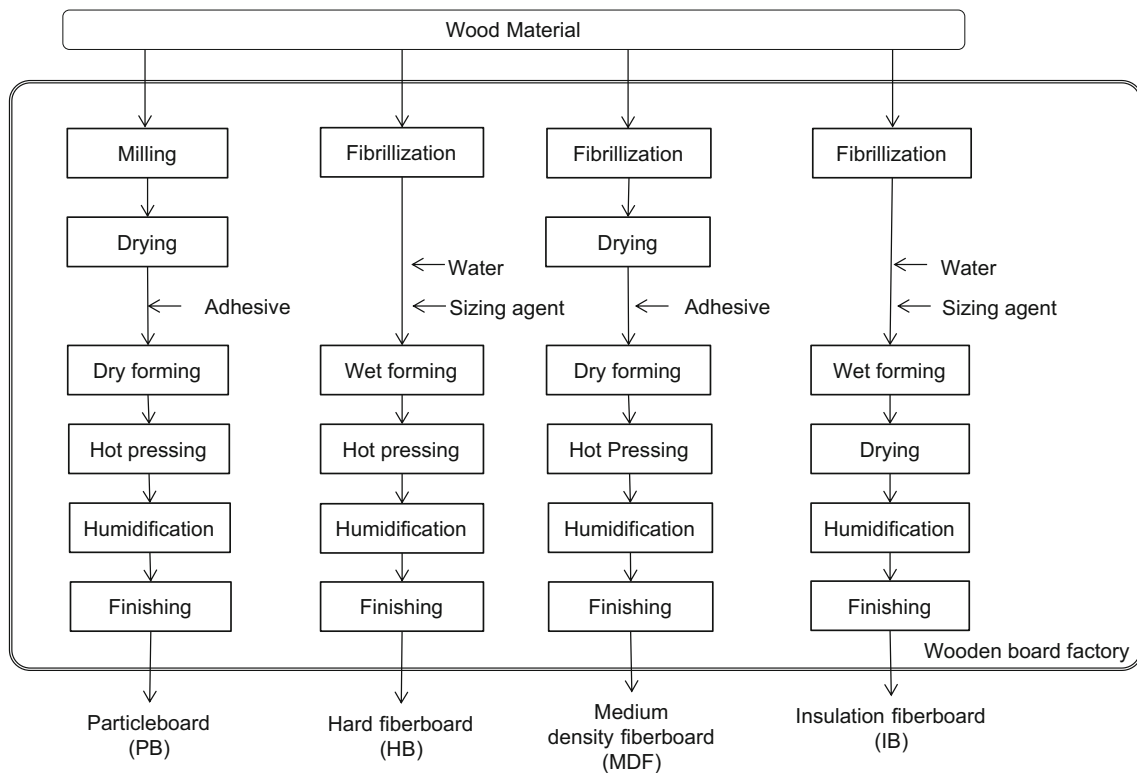 Wood Material
Milling
Fibrillization
Fibrillization
Fibrillization
Drying
Drying
Water
Water
Adhesive
Sizing agent
Adhesive
Sizing agent
Dry forming
Wet forming
Dry forming
Wet forming
Hot pressing
Hot pressing
Hot Pressing
Drying
Humidification
Humidification
Humidification
Humidification
Finishing
Finishing
Finishing
Finishing
Wooden board factory
Particleboard
(PB)
Hard fiberboard
(HB)
Medium
density fiberboard
(MDF)
Insulation fiberboard
(IB)